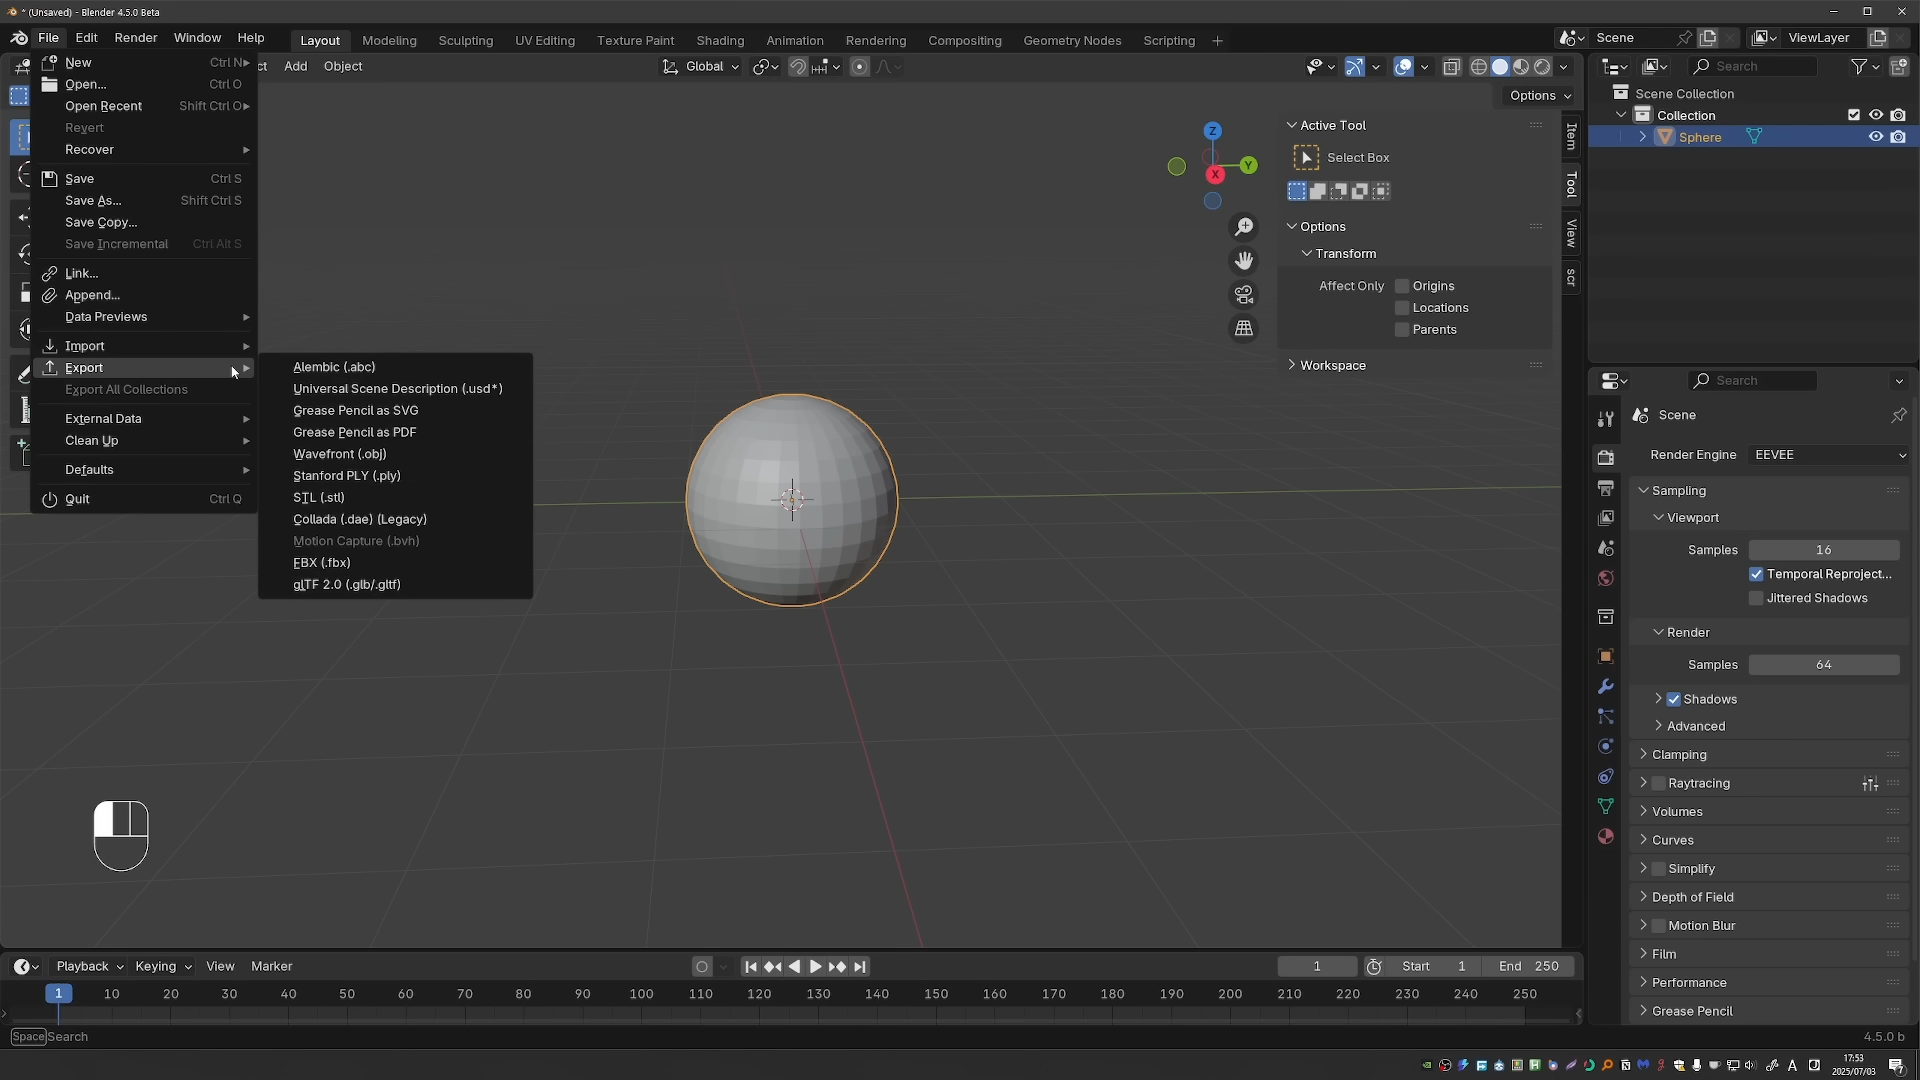 * (Unsaved) - Blender 4.5.0 Beta
File Edit Render Window Help
Layout Modeling Sculpting UV Editing Texture Paint Shading Animation Rendering Compositing Geometry Nodes Scripting +
Scene
ViewLayer
New Ctrl N
Open... Ctrl O
Open Recent Shift Ctrl O
Revert
Recover
Save Ctrl S
Save As... Shift Ctrl S
Save Copy...
Save Incremental Ctrl Alt S
Link...
Append...
Data Previews
Import
Export
Export All Collections
External Data
Clean Up
Defaults
Quit Ctrl Q
Alembic (.abc)
Universal Scene Description (.usd*)
Grease Pencil as SVG
Grease Pencil as PDF
Wavefront (.obj)
Stanford PLY (.ply)
STL (.stl)
Collada (.dae) (Legacy)
Motion Capture (.bvh)
FBX (.fbx)
glTF 2.0 (.glb/.gltf)
ct Add Object
Global
Options
Z
Y
X
Active Tool
Select Box
Options
Transform
Affect Only Origins
Locations
Parents
Workspace
Item
Tool
View
scr
Search
Scene Collection
Collection
Sphere
Search
Scene
Render Engine EEVEE
Sampling
Viewport
Samples 16
Temporal Reproject...
Jittered Shadows
Render
Samples 64
Shadows
Advanced
Clamping
Raytracing
Volumes
Curves
Simplify
Depth of Field
Motion Blur
Film
Performance
Grease Pencil
Playback Keying View Marker
1 Start 1 End 250
1 10 20 30 40 50 60 70 80 90 100 110 120 130 140 150 160 170 180 190 200 210 220 230 240 250
Space Search
4.5.0 b
A
17:53
2025/07/03
7